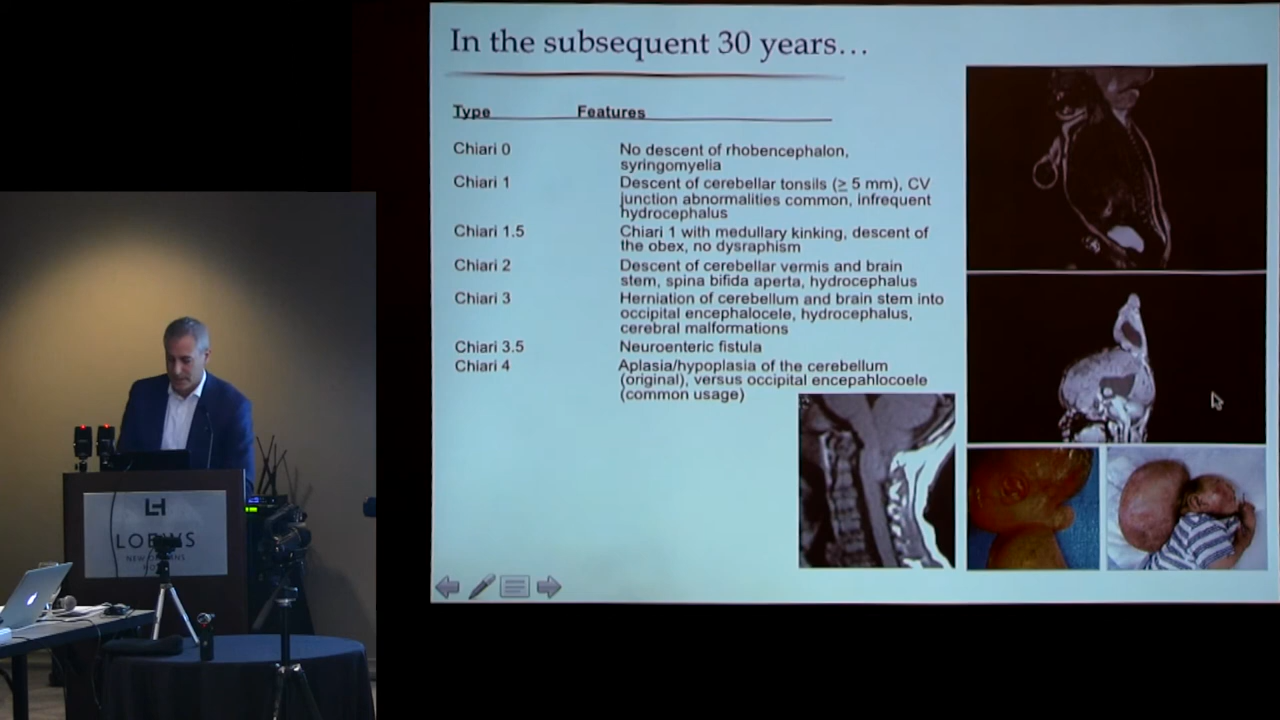 In the subsequent 30 years…
Type Features
Chiari 0 No descent of rhobencephalon,
syringomyelia
Chiari 1 Descent of cerebellar tonsils (≥ 5 mm), CV
junction abnormalities common, infrequent
hydrocephalus
Chiari 1.5 Chiari 1 with medullary kinking, descent of
the obex, no dysraphism
Chiari 2 Descent of cerebellar vermis and brain
stem, spina bifida aperta, hydrocephalus
Chiari 3 Herniation of cerebellum and brain stem into
occipital encephalocele, hydrocephalus,
cerebral malformations
Chiari 3.5 Neuroenteric fistula
Chiari 4 Aplasia/hypoplasia of the cerebellum
(original), versus occipital encepahlocoele
(common usage)
LOEWS
NEW ORLEANS